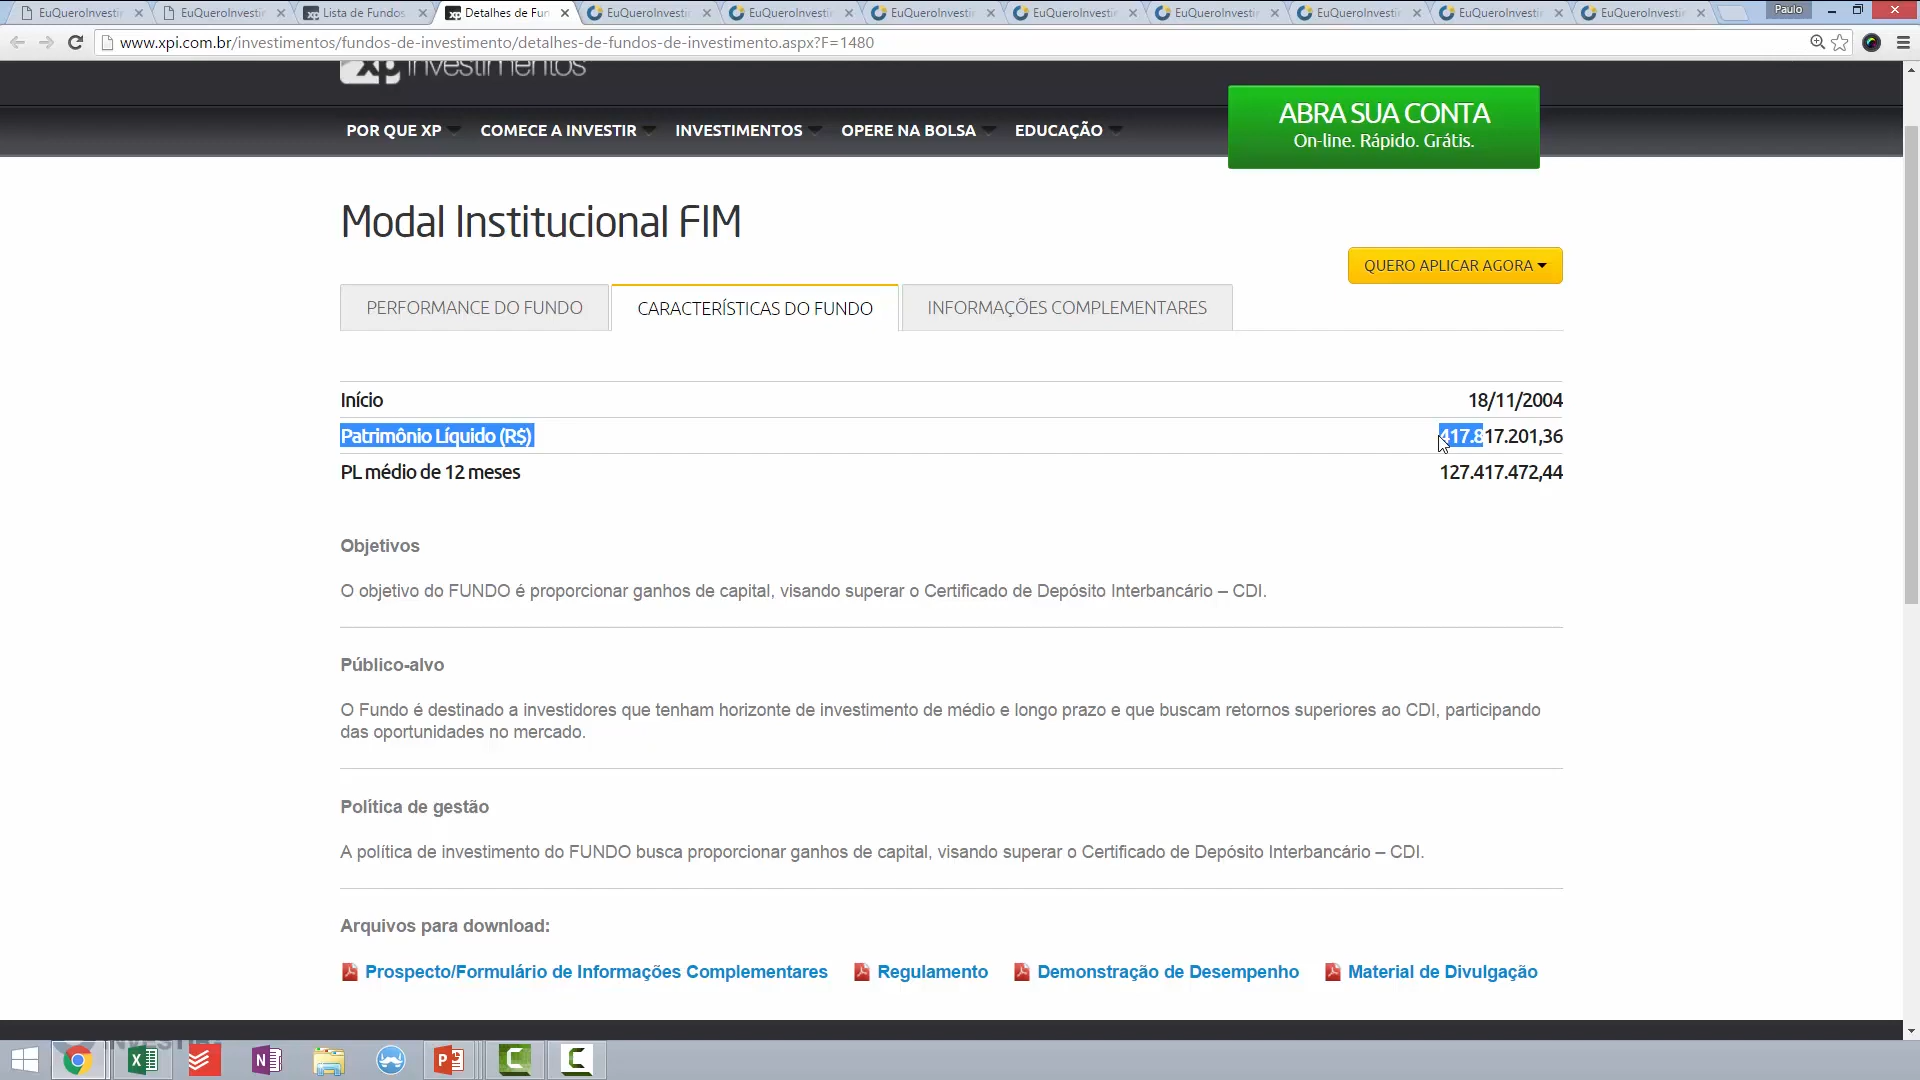 EuQueroInvesti
EuQueroInvesti
Lista de Fundos
Detalhes de Fun
EuQueroInvesti
EuQueroInvesti
EuQueroInvesti
EuQueroInvesti
EuQueroInvesti
EuQueroInvesti
EuQueroInvesti
EuQueroInvesti
Paulo
www.xpi.com.br/investimentos/fundos-de-investimento/detalhes-de-fundos-de-investimento.aspx?F=1480
xp investimentos
ABRA SUA CONTA
On-line. Rápido. Grátis.
POR QUE XP
COMECE A INVESTIR
INVESTIMENTOS
OPERE NA BOLSA
EDUCAÇÃO
Modal Institucional FIM
QUERO APLICAR AGORA
PERFORMANCE DO FUNDO
CARACTERÍSTICAS DO FUNDO
INFORMAÇÕES COMPLEMENTARES
Início 18/11/2004
Patrimônio Líquido (R$) 417.817.201,36
PL médio de 12 meses 127.417.472,44
Objetivos
O objetivo do FUNDO é proporcionar ganhos de capital, visando superar o Certificado de Depósito Interbancário – CDI.
Público-alvo
O Fundo é destinado a investidores que tenham horizonte de investimento de médio e longo prazo e que buscam retornos superiores ao CDI, participando
das oportunidades no mercado.
Política de gestão
A política de investimento do FUNDO busca proporcionar ganhos de capital, visando superar o Certificado de Depósito Interbancário – CDI.
Arquivos para download:
Prospecto/Formulário de Informações Complementares
Regulamento
Demonstração de Desempenho
Material de Divulgação